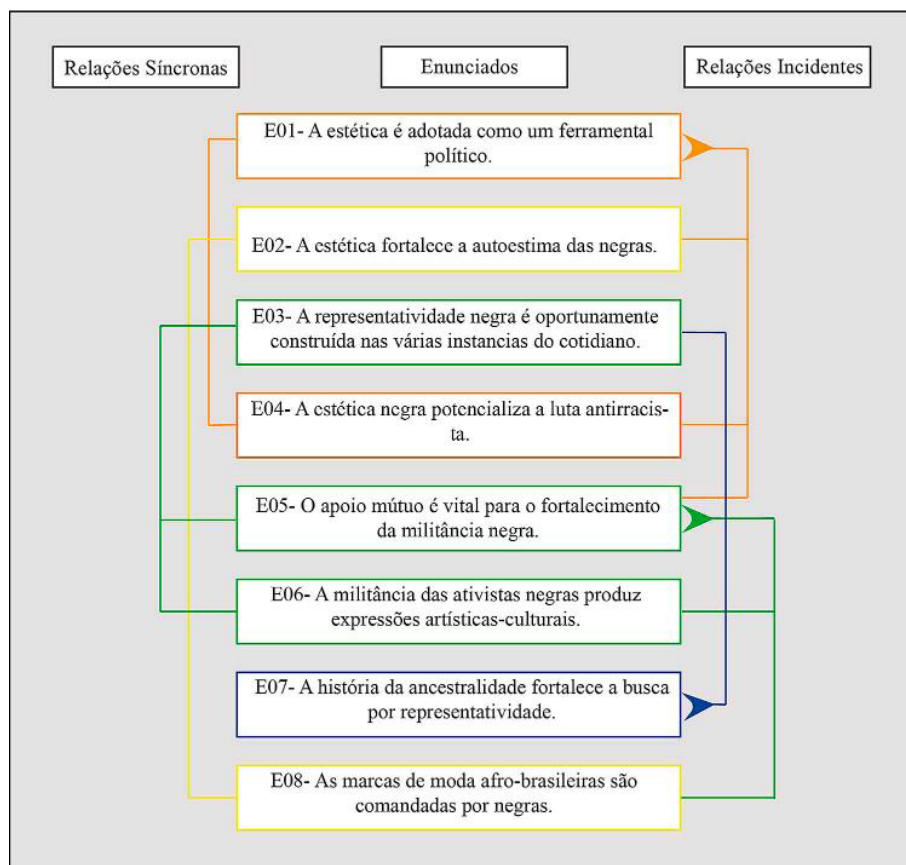 Relações Síncronas
Enunciados
Relações Incidentes
E01- A estética é adotada como um ferramental
político.
E02- A estética fortalece a autoestima das negras.
E03- A representatividade negra é oportunamente
construída nas várias instancias do cotidiano.
E04- A estética negra potencializa a luta antirracis-
ta.
E05- O apoio mútuo é vital para o fortalecimento
da militância negra.
E06- A militância das ativistas negras produz
expressões artísticas-culturais.
E07- A história da ancestralidade fortalece a busca
por representatividade.
E08- As marcas de moda afro-brasileiras são
comandadas por negras.